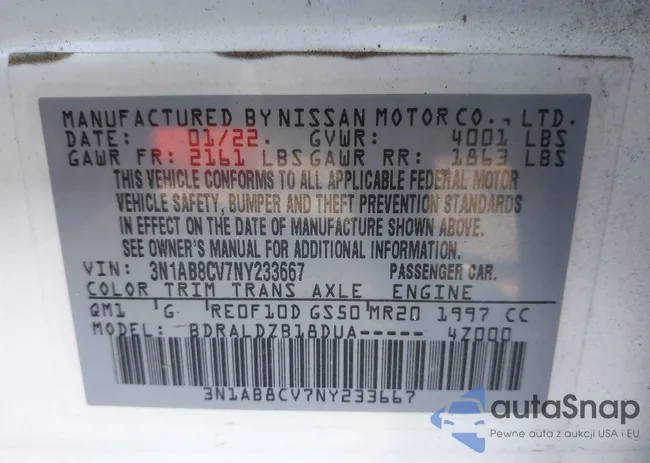 MANUFACTURED BY NISSAN MOTOR CO., LTD.
DATE: 01/22. GVWR: 4001 LBS
GAWR FR: 2161 LBS GAWR RR: 1863 LBS
THIS VEHICLE CONFORMS TO ALL APPLICABLE FEDERAL MOTOR
VEHICLE SAFETY, BUMPER AND THEFT PREVENTION STANDARDS
IN EFFECT ON THE DATE OF MANUFACTURE SHOWN ABOVE.
SEE OWNER'S MANUAL FOR ADDITIONAL INFORMATION.
VIN: 3N1AB8CV7NY233667 PASSENGER CAR.
COLOR TRIM TRANS AXLE ENGINE
QM1 G RE0F10D GS50 MR20 1997 CC
MODEL: BDRALDZB18DUA----- 4Z000
3N1AB8CV7NY233667
autaSnap
Pewne auta z aukcji USA i EU